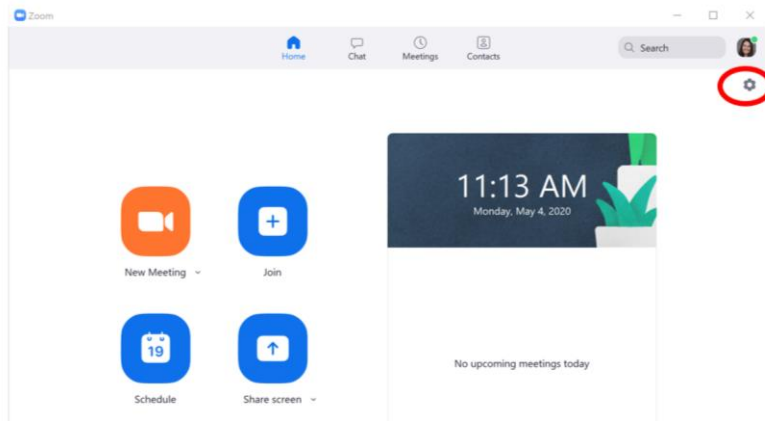 Zoom
Home
Chat
Meetings
Contacts
Search
11:13 AM
Monday, May 4, 2020
New Meeting
Join
19
Schedule
Share screen
No upcoming meetings today